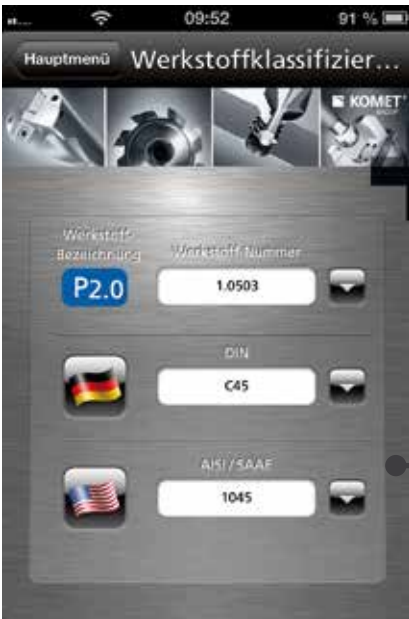 09:52
91 %
Hauptmenü
Werkstoffklassifizier...
KOMET
GROUP
Werkstoff-
Bezeichnung
Werkstoff Nummer
P2.0
1.0503
DIN
C45
AISI / SAAE
1045